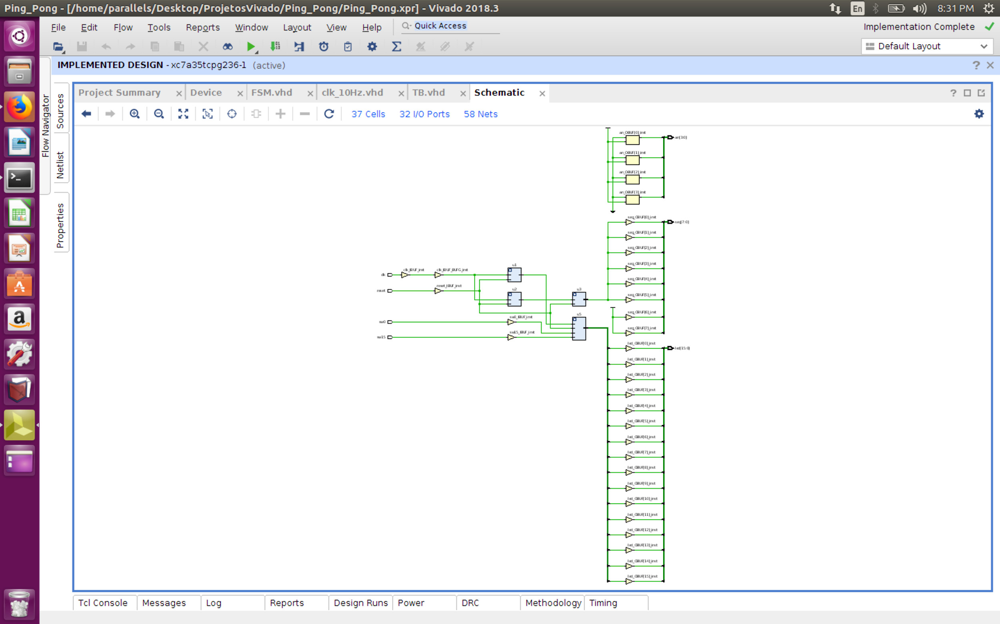 Ping_Pong - [/home/parallels/Desktop/ProjetosVivado/Ping_Pong/Ping_Pong.xpr] - Vivado 2018.3
En
8:31 PM
File Edit Flow Tools Reports Window Layout View Help Quick Access
Implementation Complete
Default Layout
IMPLEMENTED DESIGN - xc7a35tcpg236-1 (active)
Flow Navigator
Sources
Netlist
Properties
Project Summary Device FSM.vhd clk_10Hz.vhd TB.vhd Schematic
37 Cells 32 I/O Ports 58 Nets
an_OBUF[0]_inst
an[3:0]
an_OBUF[1]_inst
an_OBUF[2]_inst
an_OBUF[3]_inst
seg_OBUF[0]_inst
seg[7:0]
seg_OBUF[1]_inst
seg_OBUF[2]_inst
seg_OBUF[3]_inst
seg_OBUF[4]_inst
seg_OBUF[5]_inst
seg_OBUF[6]_inst
seg_OBUF[7]_inst
clk
clk_IBUF_inst
clk_IBUF_BUFG_inst
u1
reset
reset_IBUF_inst
u2
u3
sw0
sw0_IBUF_inst
u5
sw15
sw15_IBUF_inst
led_OBUF[0]_inst
led[15:0]
led_OBUF[1]_inst
led_OBUF[2]_inst
led_OBUF[3]_inst
led_OBUF[4]_inst
led_OBUF[5]_inst
led_OBUF[6]_inst
led_OBUF[7]_inst
led_OBUF[8]_inst
led_OBUF[9]_inst
led_OBUF[10]_inst
led_OBUF[11]_inst
led_OBUF[12]_inst
led_OBUF[13]_inst
led_OBUF[14]_inst
led_OBUF[15]_inst
Tcl Console Messages Log Reports Design Runs Power DRC Methodology Timing